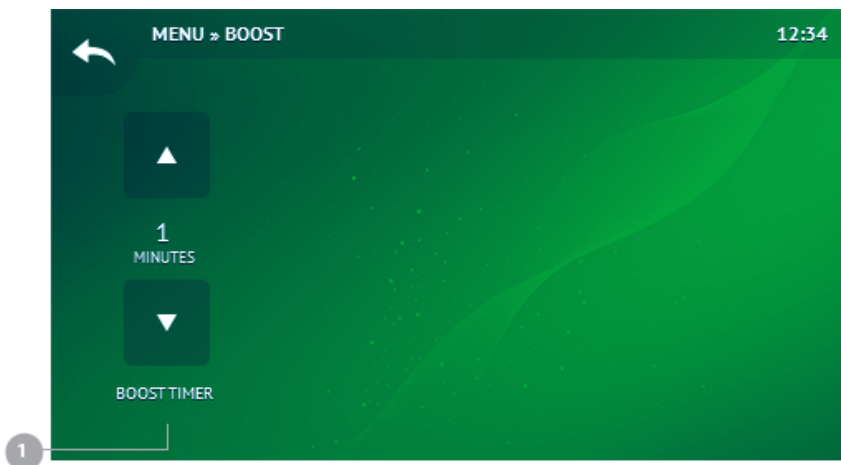 MENU » BOOST
12:34
1
MINUTES
BOOST TIMER
1